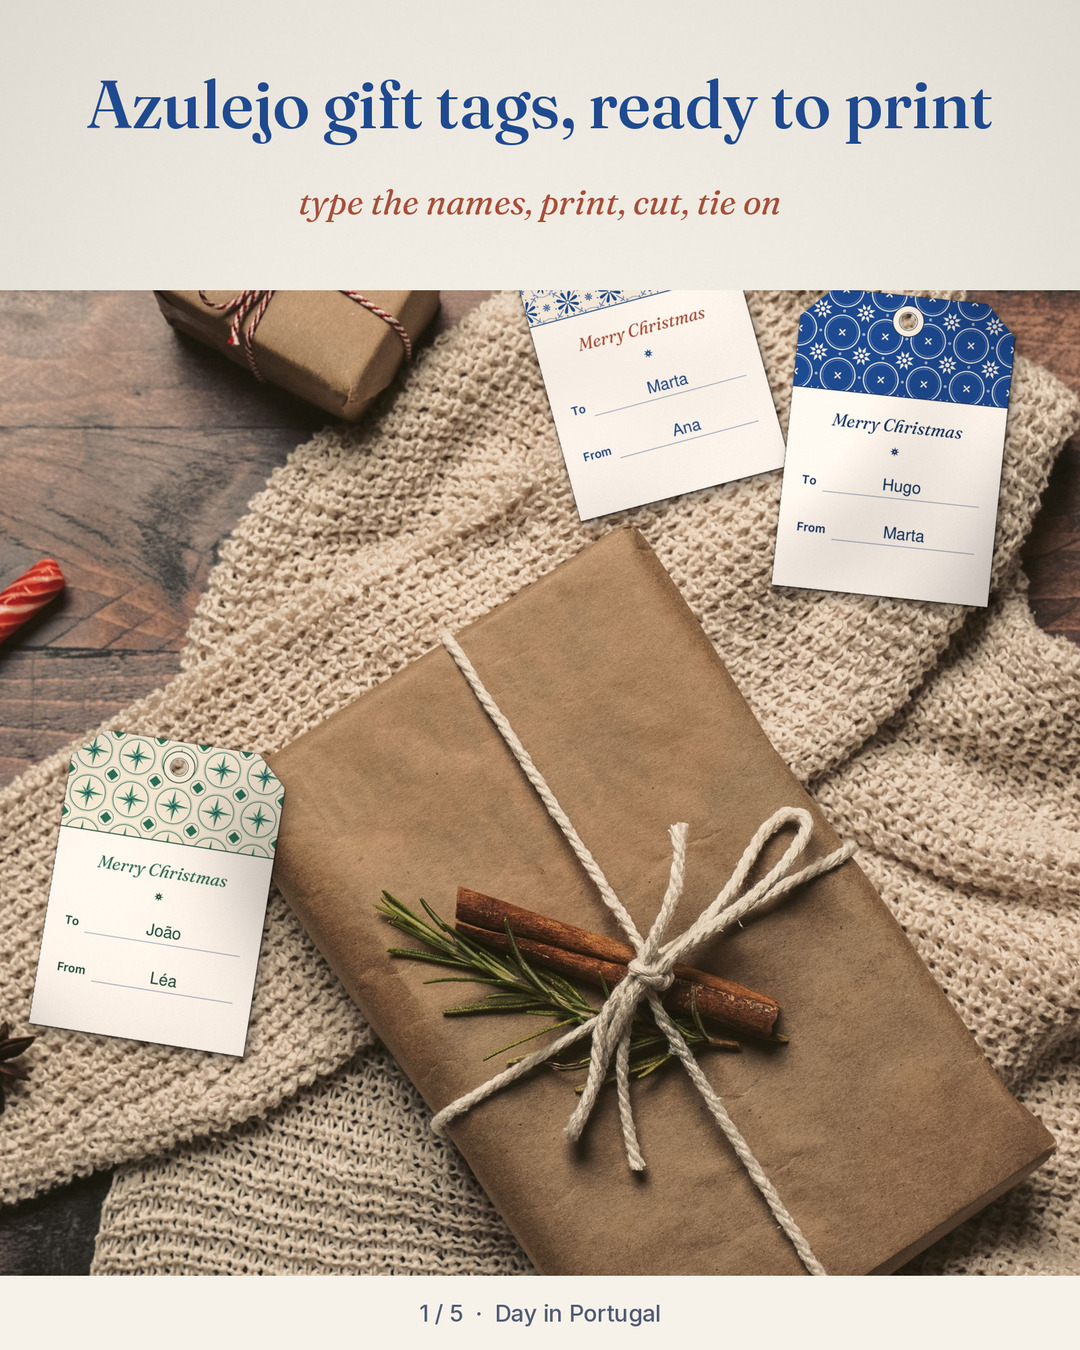 Azulejo gift tags, ready to print
type the names, print, cut, tie on
Merry Christmas
To Marta
From Ana
Merry Christmas
To Hugo
From Marta
Merry Christmas
To João
From Léa
1 / 5 · Day in Portugal